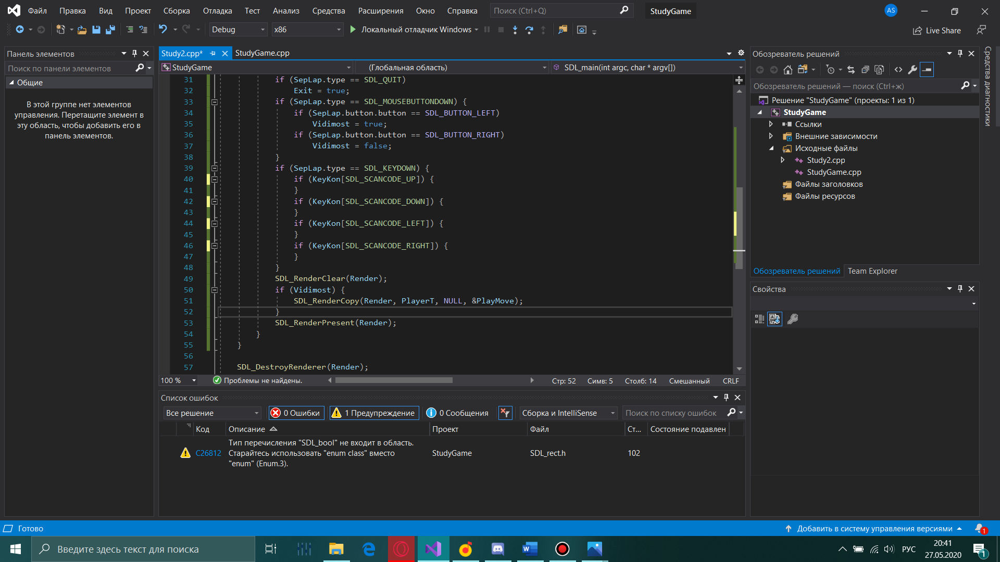 Файл Правка Вид Проект Сборка Отладка Тест Анализ Средства Расширения Окно Справка Поиск (Ctrl+Q) StudyGame AS
Debug x86 Локальный отладчик Windows Live Share
Панель элементов
Поиск по панели элементов
Общие
В этой группе нет элементов
управления. Перетащите элемент в
эту область, чтобы добавить его в
панель элементов.
Study2.cpp* StudyGame.cpp
StudyGame (Глобальная область) SDL_main(int argc, char * argv[])
31 if (SepLap.type == SDL_QUIT)
32 Exit = true;
33 if (SepLap.type == SDL_MOUSEBUTTONDOWN) {
34 if (SepLap.button.button == SDL_BUTTON_LEFT)
35 Vidimost = true;
36 if (SepLap.button.button == SDL_BUTTON_RIGHT)
37 Vidimost = false;
38 }
39 if (SepLap.type == SDL_KEYDOWN) {
40 if (KeyKon[SDL_SCANCODE_UP]) {
41 }
42 if (KeyKon[SDL_SCANCODE_DOWN]) {
43 }
44 if (KeyKon[SDL_SCANCODE_LEFT]) {
45 }
46 if (KeyKon[SDL_SCANCODE_RIGHT]) {
47 }
48 }
49 SDL_RenderClear(Render);
50 if (Vidimost) {
51 SDL_RenderCopy(Render, PlayerT, NULL, &PlayMove);
52 }
53 SDL_RenderPresent(Render);
54 }
55 }
56
57 SDL_DestroyRenderer(Render);
100 % Проблемы не найдены. Стр: 52 Симв: 5 Столб: 14 Смешанный CRLF
Список ошибок
Все решение 0 Ошибки 1 Предупреждение 0 Сообщения Сборка и IntelliSense Поиск по списку ошибок
Код Описание Проект Файл Ст... Состояние подавлен
C26812 Тип перечисления "SDL_bool" не входит в область. Старайтесь использовать "enum class" вместо "enum" (Enum.3). StudyGame SDL_rect.h 102
Обозреватель решений
Обозреватель решений — поиск (Ctrl+ж)
Решение "StudyGame" (проекты: 1 из 1)
StudyGame
Ссылки
Внешние зависимости
Исходные файлы
Study2.cpp
StudyGame.cpp
Файлы заголовков
Файлы ресурсов
Обозреватель решений Team Explorer
Свойства
Средства диагностики
Готово Добавить в систему управления версиями 1
Введите здесь текст для поиска РУС 20:41
27.05.2020 1